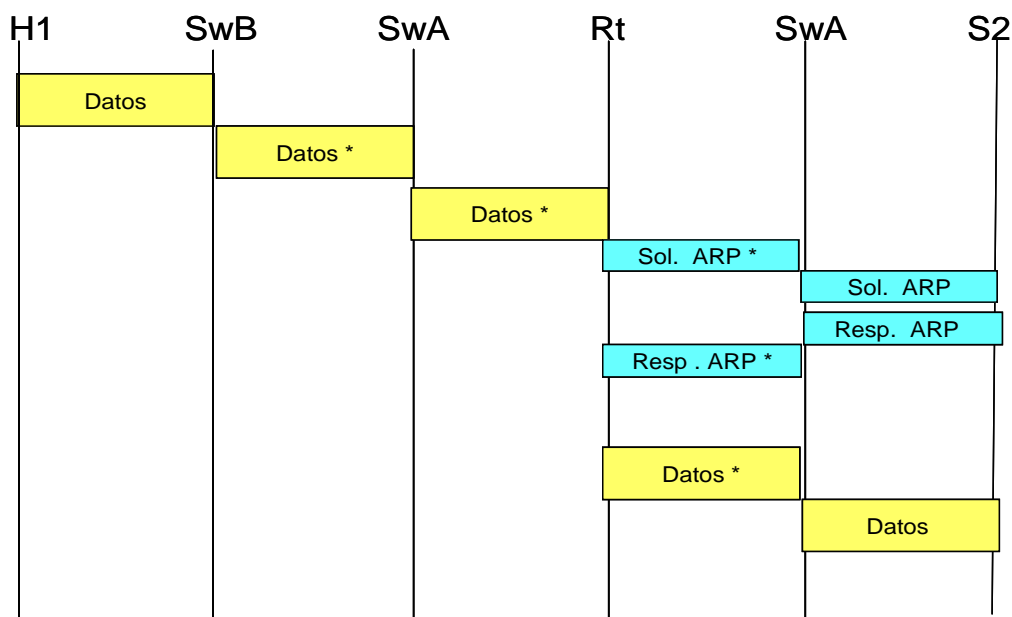 H1 SwB SwA Rt SwA S2
Datos
Datos *
Datos *
Sol. ARP *
Sol. ARP
Resp. ARP
Resp . ARP *
Datos *
Datos